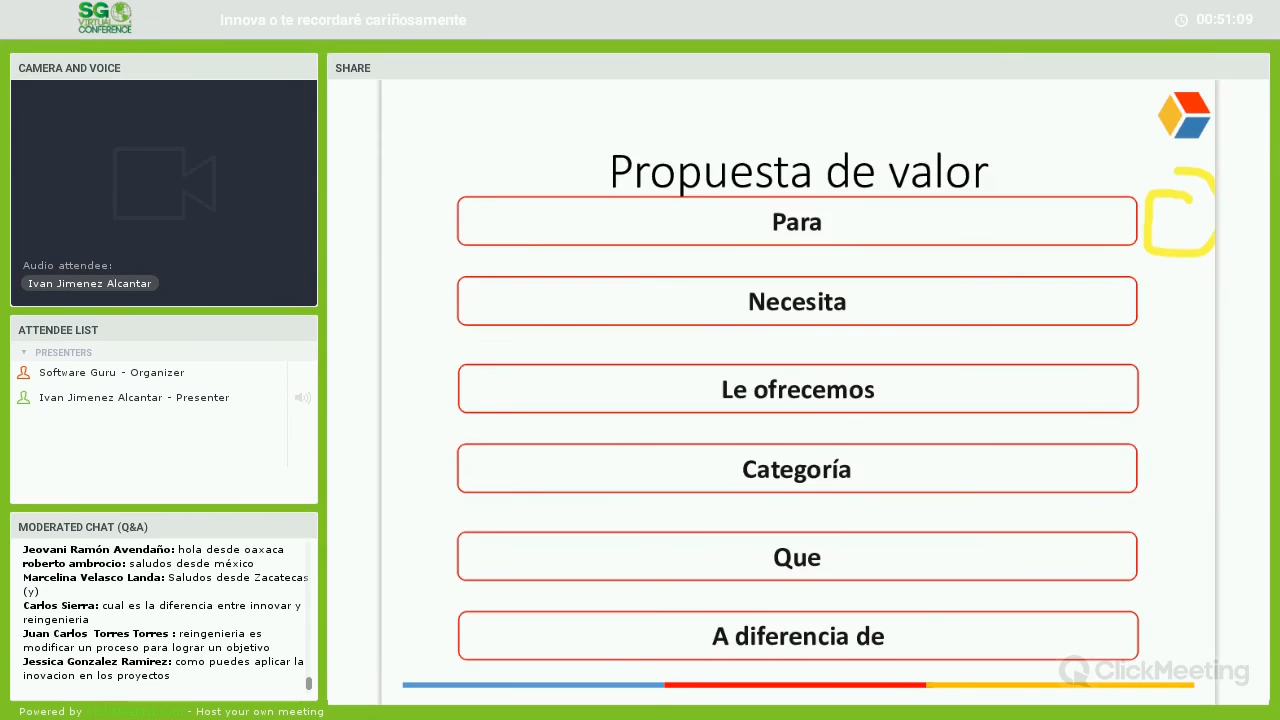 SG
VIRTUAL
CONFERENCE
Innova o te recordaré cariñosamente
00:51:09
CAMERA AND VOICE
Audio attendee:
Ivan Jimenez Alcantar
ATTENDEE LIST
PRESENTERS
Software Guru - Organizer
Ivan Jimenez Alcantar - Presenter
MODERATED CHAT (Q&A)
Jeovani Ramón Avendaño: hola desde oaxaca
roberto ambrocio: saludos desde méxico
Marcelina Velasco Landa: Saludos desde Zacatecas
(y)
Carlos Sierra: cual es la diferencia entre innovar y
reingenieria
Juan Carlos Torres Torres : reingenieria es
modificar un proceso para lograr un objetivo
Jessica Gonzalez Ramirez: como puedes aplicar la
inovacion en los proyectos
Powered by - Host your own meeting
SHARE
Propuesta de valor
Para
Necesita
Le ofrecemos
Categoría
Que
A diferencia de
ClickMeeting